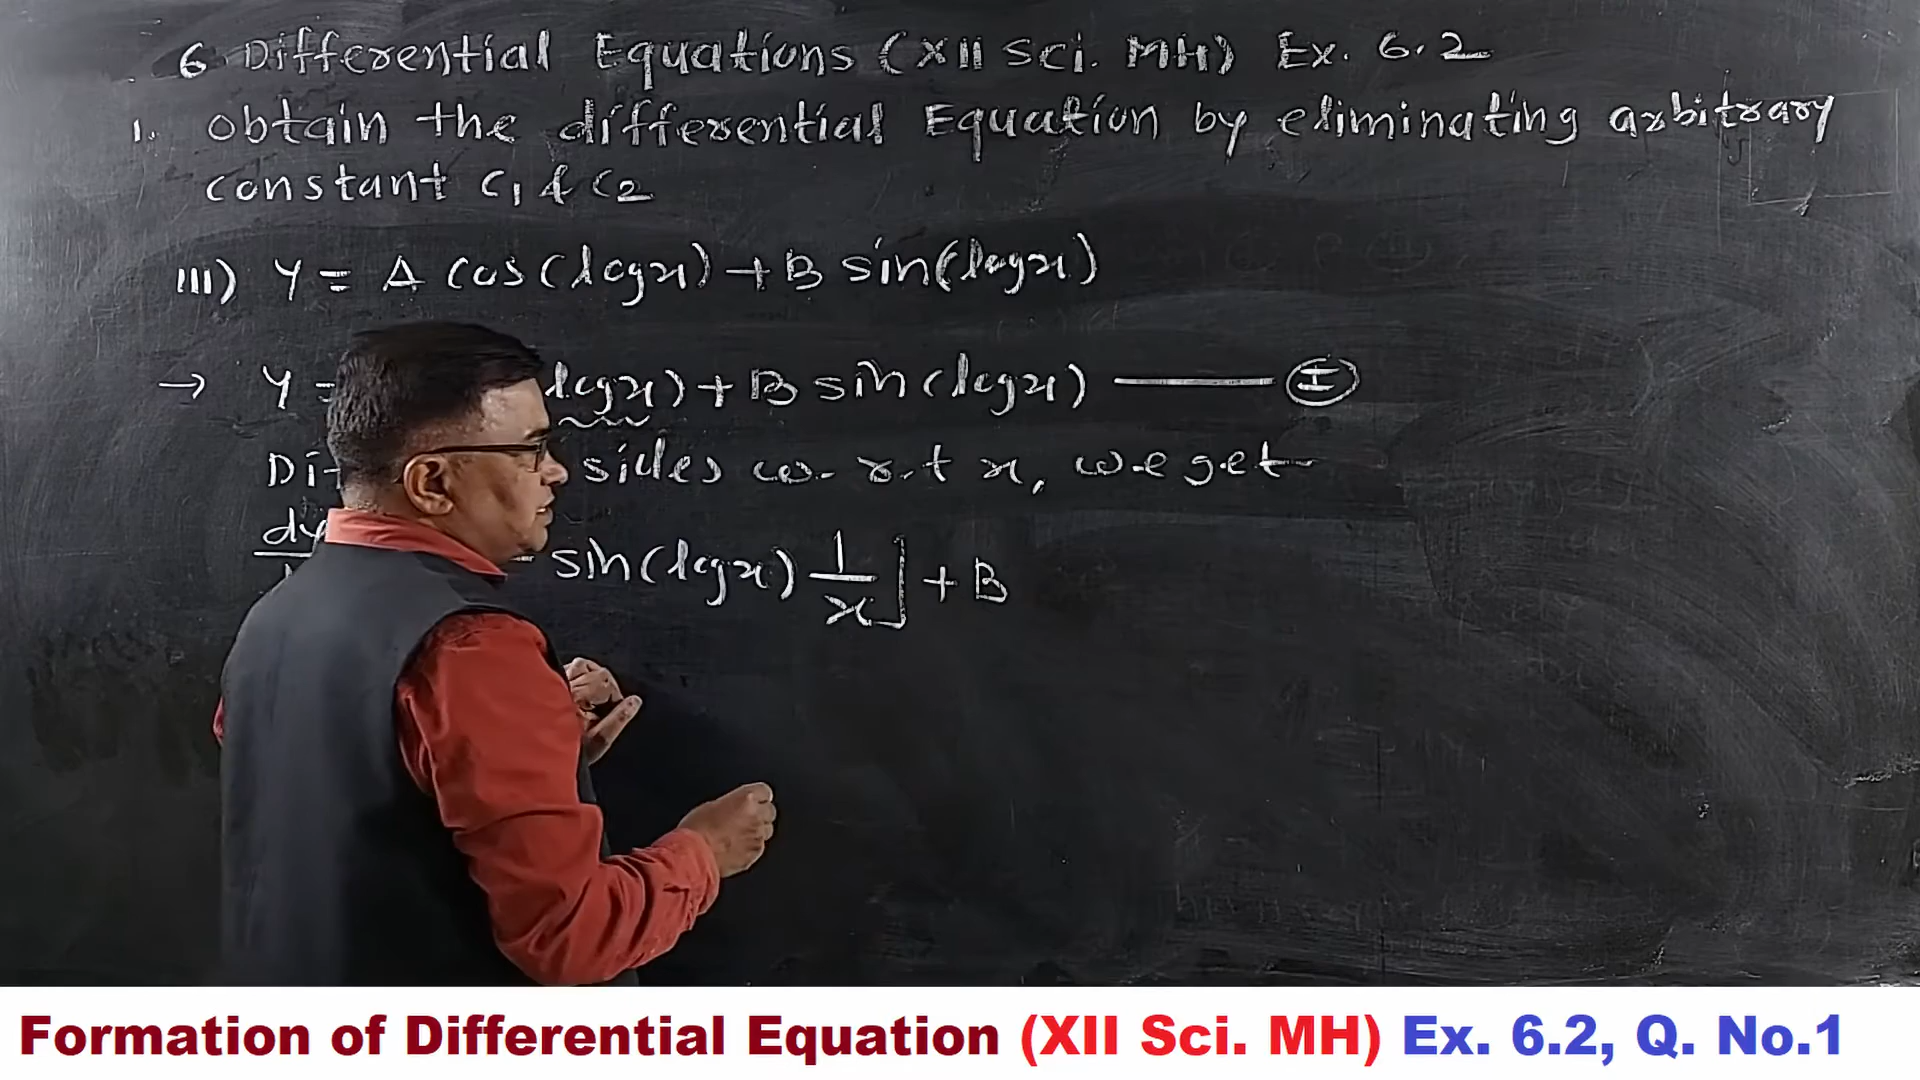 6 Differential Equations (XII Sci. MH) Ex. 6.2
1. obtain the differential Equation by eliminating arbitrary
constant C1 & C2
III) Y = A cos(logx) + B sin(logx)
→ Y = logx) + B sin(logx) —— I
sides w.r.t x, we get
sin(logx) 1/x] + B
Formation of Differential Equation (XII Sci. MH) Ex. 6.2, Q. No.1